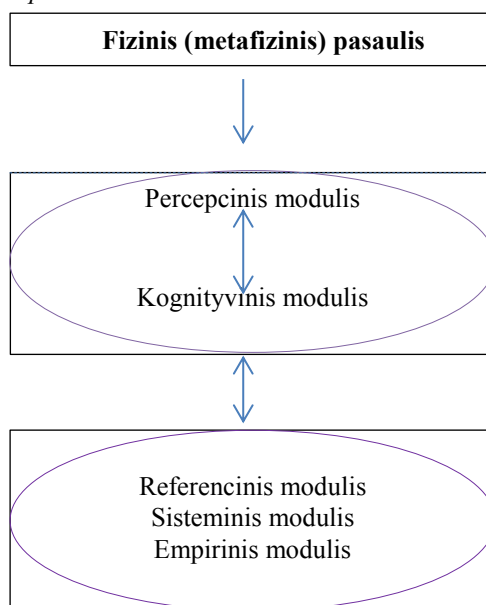 Fizinis (metafizinis) pasaulis
Percepcinis modulis
Kognityvinis modulis
Referencinis modulis
Sisteminis modulis
Empirinis modulis